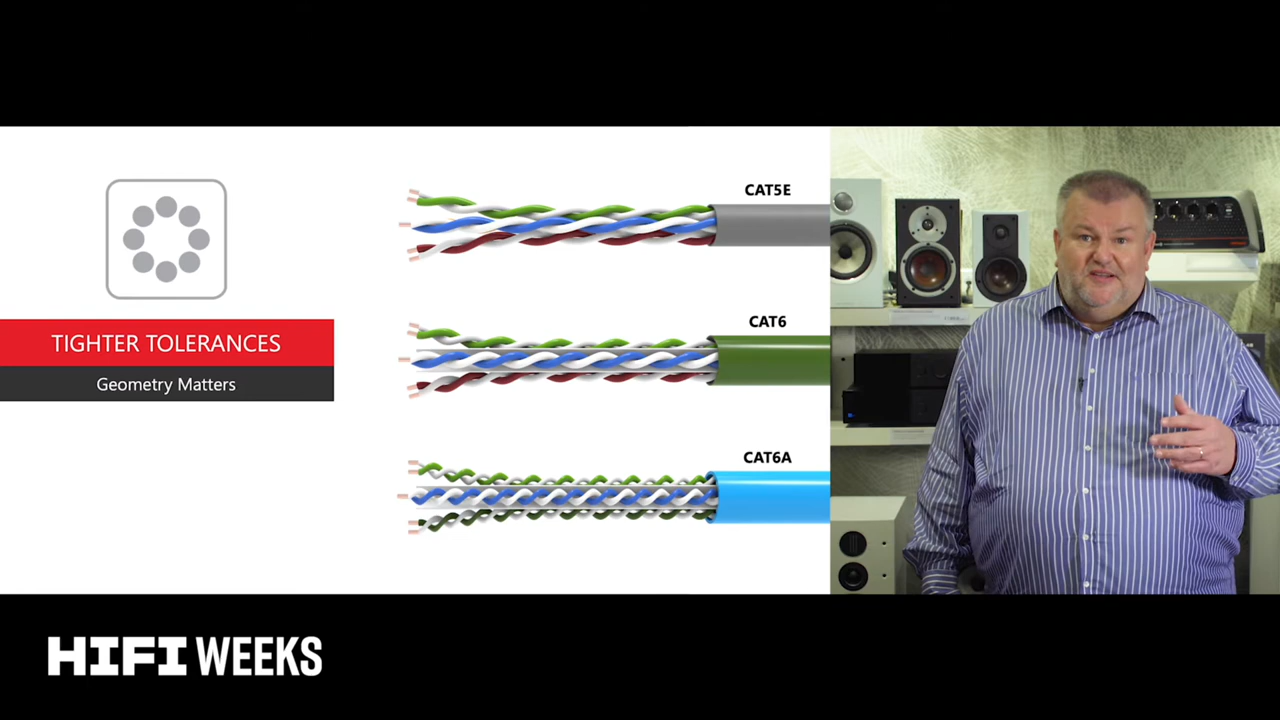 CAT5E
TIGHTER TOLERANCES
Geometry Matters
CAT6
CAT6A
HIFI WEEKS